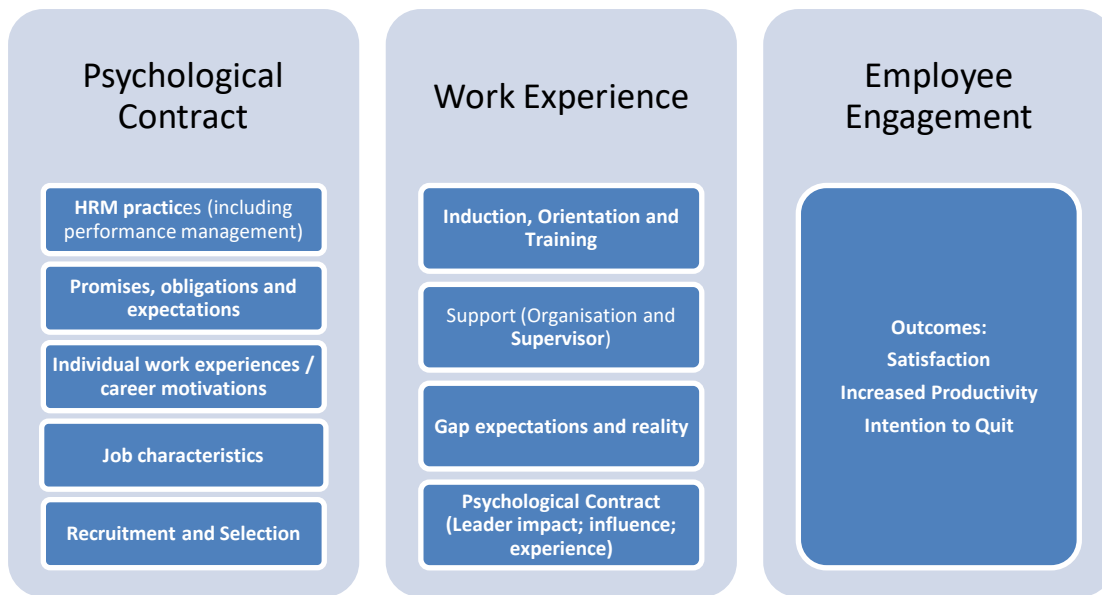 Psychological
Contract
HRM practices (including
performance management)
Promises, obligations and
expectations
Individual work experiences /
career motivations
Job characteristics
Recruitment and Selection
Work Experience
Induction, Orientation and
Training
Support (Organisation and
Supervisor)
Gap expectations and reality
Psychological Contract
(Leader impact; influence;
experience)
Employee
Engagement
Outcomes:
Satisfaction
Increased Productivity
Intention to Quit